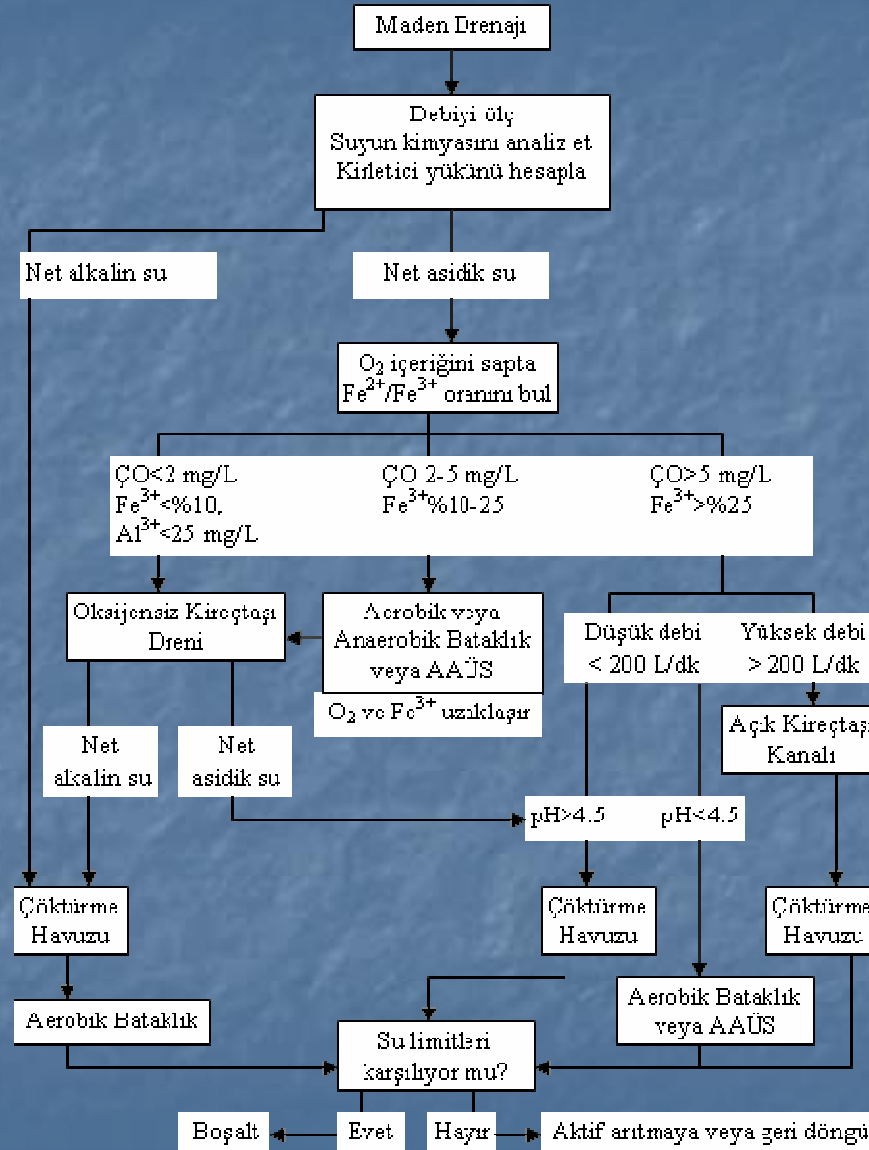 Maden Drenajı
Debiyi ölç
Suyun kimyasını analiz et
Kirletici yükünü hesapla
Net alkalin su
Net asidik su
O2 içeriğini sapta
Fe2+/Fe3+ oranını bul
ÇO<2 mg/L
Fe3+<%10,
Al3+<25 mg/L
ÇO 2-5 mg/L
Fe3+%10-25
ÇO>5 mg/L
Fe3+>%25
Oksijensiz Kireçtaşı
Dreni
Aerobik veya
Anaerobik Bataklık
veya AAÜS
O2 ve Fe3+ uzaklaşır
Düşük debi
< 200 L/dk
Yüksek debi
> 200 L/dk
Açık Kireçtaşı
Kanalı
Net
alkalin su
Net
asidik su
pH>4.5
pH<4.5
Çöktürme
Havuzu
Çöktürme
Havuzu
Çöktürme
Havuzu
Aerobik Bataklık
Aerobik Bataklık
veya AAÜS
Su limitleri
karşılıyor mu?
Boşalt
Evet
Hayır
Aktif arıtmaya veya geri döngü